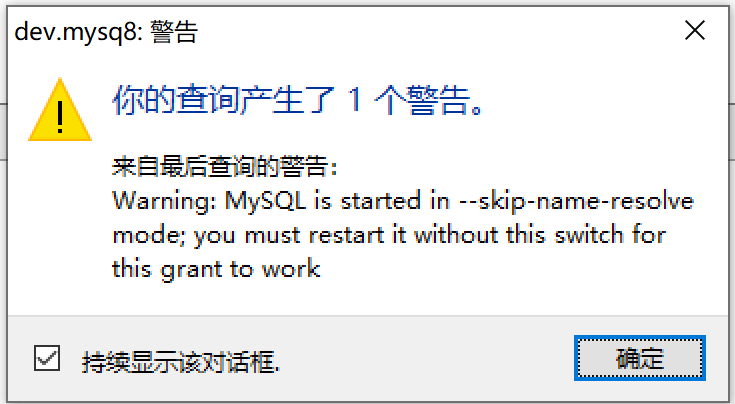 dev.mysq8: 警告
你的查询产生了 1 个警告。
来自最后查询的警告：
Warning: MySQL is started in --skip-name-resolve
mode; you must restart it without this switch for
this grant to work
持续显示该对话框.
确定